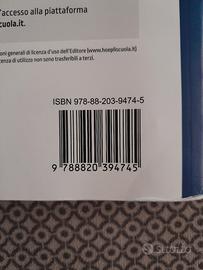 l'accesso alla piattaforma
cuola.it.
oni generali di licenza d'uso dell'Editore (www.hoepliscuola.it)
cenza di utilizzo non sono trasferibili a terzi.
ISBN 978-88-203-9474-5
9 788820 394745
subito